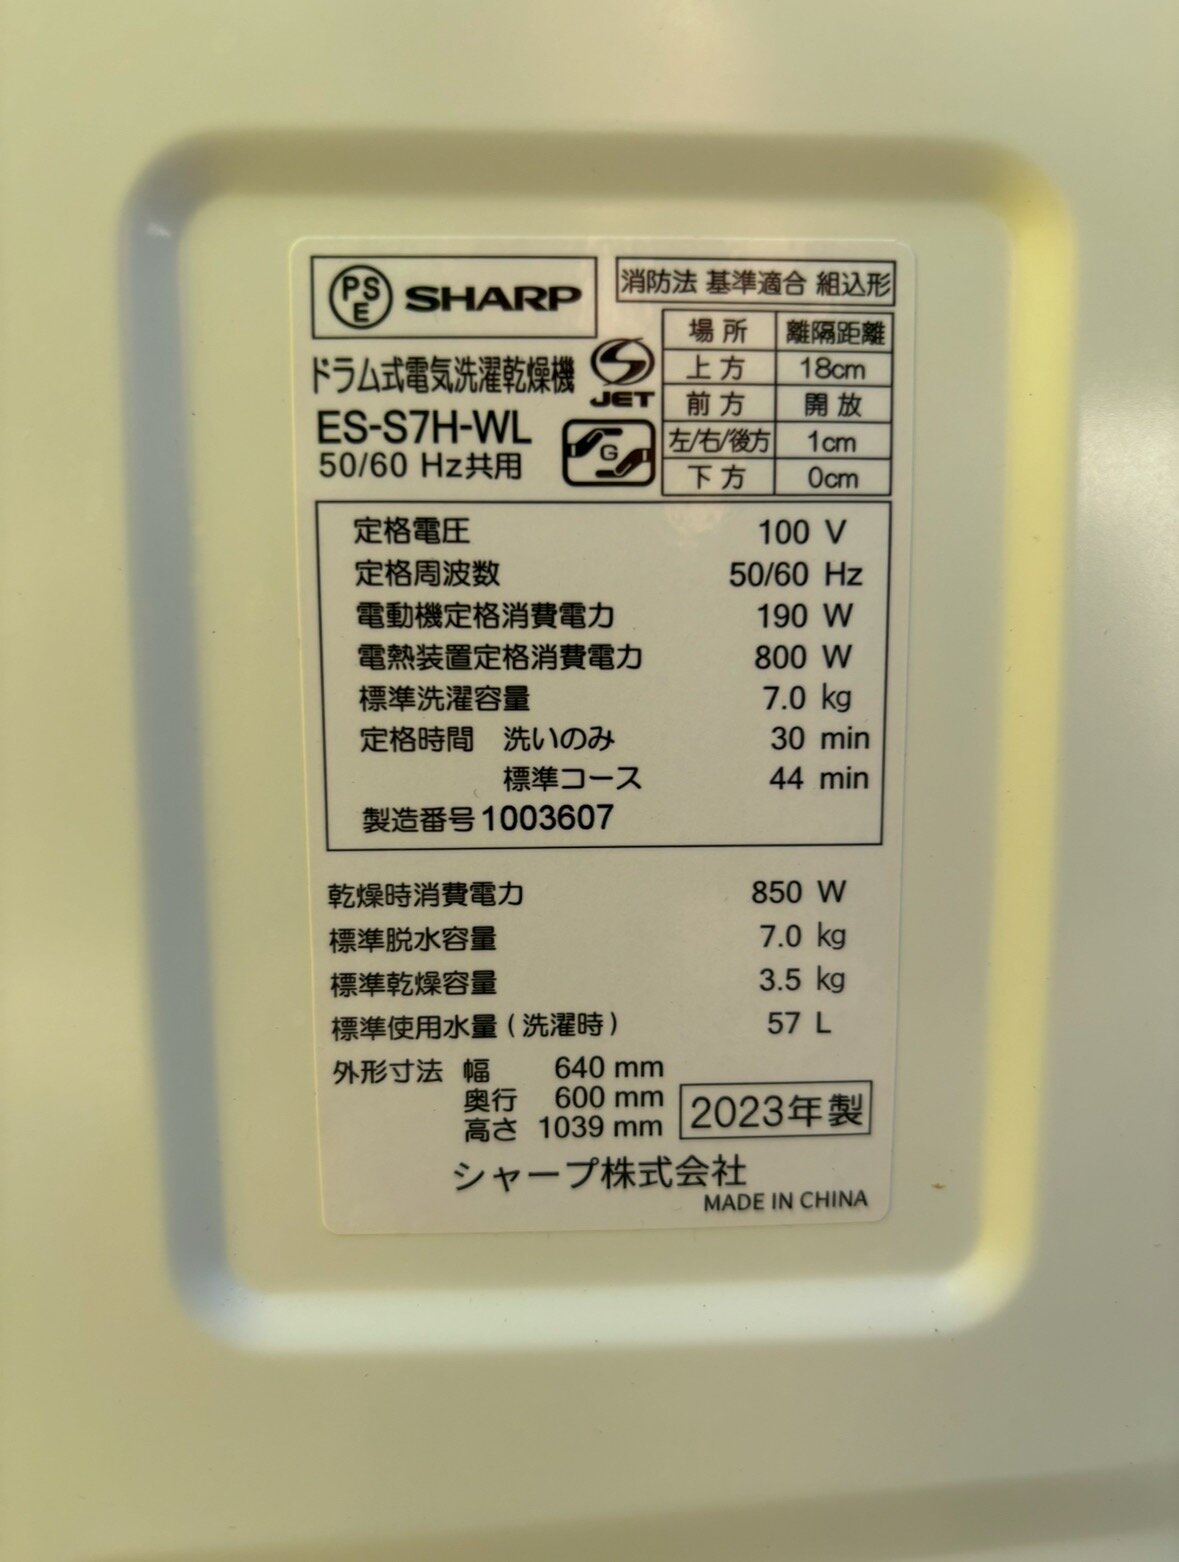 PSE SHARP
消防法 基準適合 組込形
場所 離隔距離
上方 18cm
前方 開放
左/右/後方 1cm
下方 0cm
ドラム式電気洗濯乾燥機
S JET
ES-S7H-WL
50/60 Hz共用
G
定格電圧 100 V
定格周波数 50/60 Hz
電動機定格消費電力 190 W
電熱装置定格消費電力 800 W
標準洗濯容量 7.0 kg
定格時間 洗いのみ 30 min
標準コース 44 min
製造番号 1003607
乾燥時消費電力 850 W
標準脱水容量 7.0 kg
標準乾燥容量 3.5 kg
標準使用水量(洗濯時) 57 L
外形寸法 幅 640 mm
奥行 600 mm
高さ 1039 mm
2023年製
シャープ株式会社
MADE IN CHINA